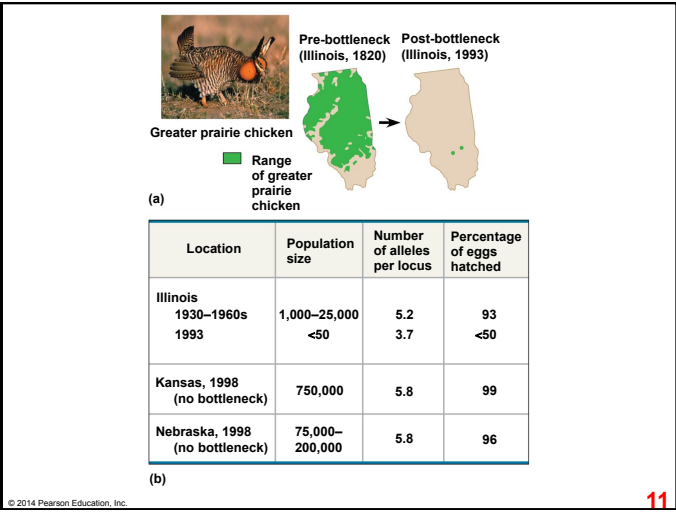 Pre-bottleneck
(Illinois, 1820)
Post-bottleneck
(Illinois, 1993)
Greater prairie chicken
Range
of greater
prairie
chicken
(a)
Location
Population
size
Number
of alleles
per locus
Percentage
of eggs
hatched
Illinois
1930–1960s 1,000–25,000 5.2 93
1993 <50 3.7 <50
Kansas, 1998
(no bottleneck)
750,000 5.8 99
Nebraska, 1998
(no bottleneck)
75,000–
200,000
5.8 96
(b)
© 2014 Pearson Education, Inc.
11